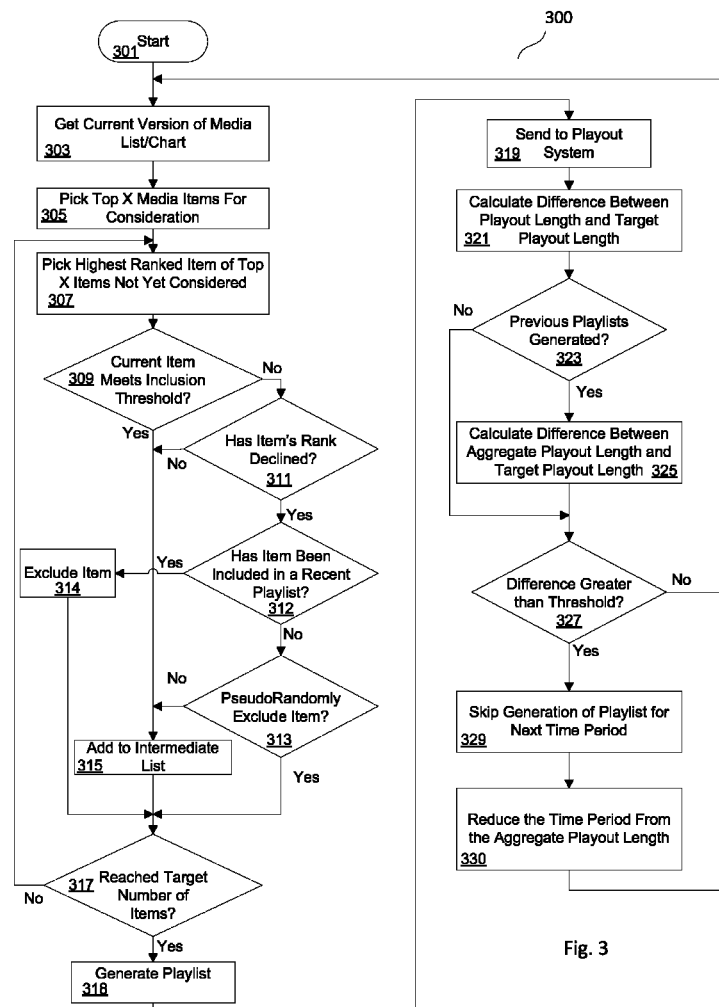 300
Start
301
Get Current Version of Media
List/Chart
303
Pick Top X Media Items For
Consideration
305
Pick Highest Ranked Item of Top
X Items Not Yet Considered
307
Current Item
309 Meets Inclusion
Threshold?
No
Yes
Has Item's Rank
Declined?
311
No
Yes
Has Item Been
Included in a Recent
Playlist?
312
Yes
Exclude Item
314
No
PseudoRandomly
Exclude Item?
313
No
Yes
Add to Intermediate
315 List
317 Reached Target
Number of
Items?
No
Yes
Generate Playlist
318
Send to Playout
319 System
Calculate Difference Between
Playout Length and Target
321 Playout Length
Previous Playlists
Generated?
323
No
Yes
Calculate Difference Between
Aggregate Playout Length and
Target Playout Length 325
Difference Greater
than Threshold?
327
No
Yes
Skip Generation of Playlist for
Next Time Period
329
Reduce the Time Period From
the Aggregate Playout Length
330
Fig. 3